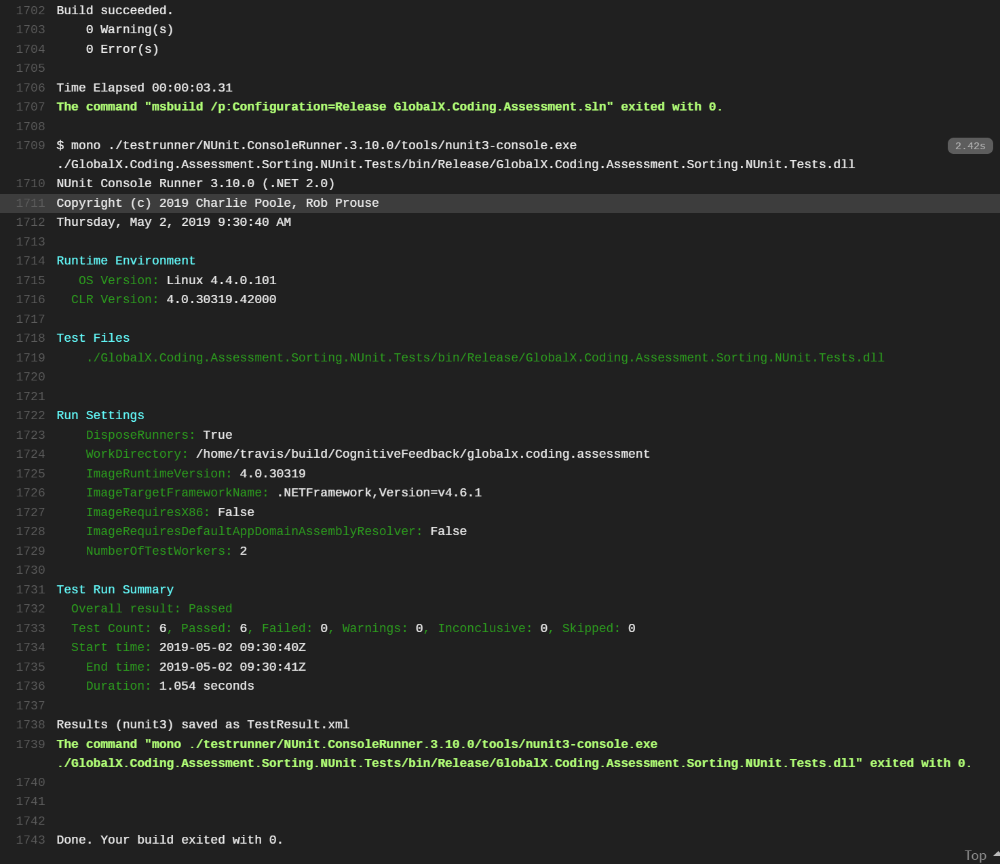 1702 Build succeeded.
1703 0 Warning(s)
1704 0 Error(s)
1705
1706 Time Elapsed 00:00:03.31
1707 The command "msbuild /p:Configuration=Release GlobalX.Coding.Assessment.sln" exited with 0.
1708
1709 $ mono ./testrunner/NUnit.ConsoleRunner.3.10.0/tools/nunit3-console.exe 2.42s
./GlobalX.Coding.Assessment.Sorting.NUnit.Tests/bin/Release/GlobalX.Coding.Assessment.Sorting.NUnit.Tests.dll
1710 NUnit Console Runner 3.10.0 (.NET 2.0)
1711 Copyright (c) 2019 Charlie Poole, Rob Prouse
1712 Thursday, May 2, 2019 9:30:40 AM
1713
1714 Runtime Environment
1715 OS Version: Linux 4.4.0.101
1716 CLR Version: 4.0.30319.42000
1717
1718 Test Files
1719 ./GlobalX.Coding.Assessment.Sorting.NUnit.Tests/bin/Release/GlobalX.Coding.Assessment.Sorting.NUnit.Tests.dll
1720
1721
1722 Run Settings
1723 DisposeRunners: True
1724 WorkDirectory: /home/travis/build/CognitiveFeedback/globalx.coding.assessment
1725 ImageRuntimeVersion: 4.0.30319
1726 ImageTargetFrameworkName: .NETFramework,Version=v4.6.1
1727 ImageRequiresX86: False
1728 ImageRequiresDefaultAppDomainAssemblyResolver: False
1729 NumberOfTestWorkers: 2
1730
1731 Test Run Summary
1732 Overall result: Passed
1733 Test Count: 6, Passed: 6, Failed: 0, Warnings: 0, Inconclusive: 0, Skipped: 0
1734 Start time: 2019-05-02 09:30:40Z
1735 End time: 2019-05-02 09:30:41Z
1736 Duration: 1.054 seconds
1737
1738 Results (nunit3) saved as TestResult.xml
1739 The command "mono ./testrunner/NUnit.ConsoleRunner.3.10.0/tools/nunit3-console.exe
./GlobalX.Coding.Assessment.Sorting.NUnit.Tests/bin/Release/GlobalX.Coding.Assessment.Sorting.NUnit.Tests.dll" exited with 0.
1740
1741
1742
1743 Done. Your build exited with 0.
Top